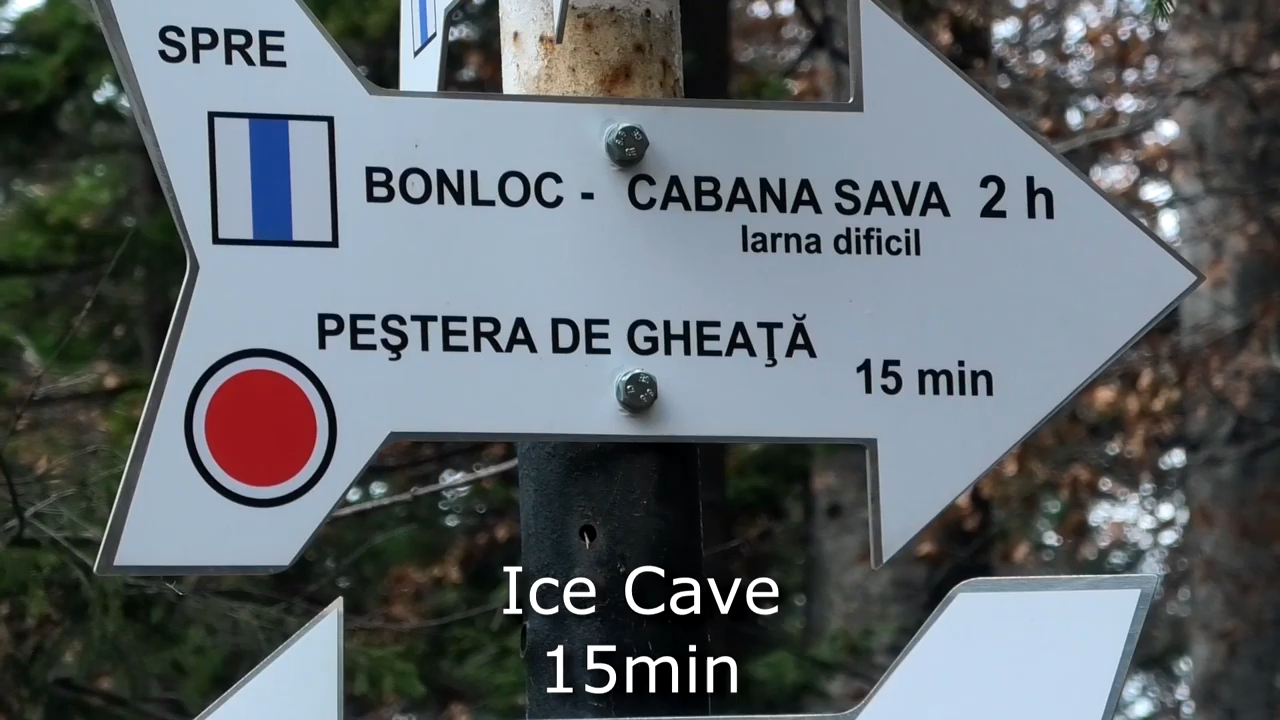 SPRE
BONLOC - CABANA SAVA 2 h
Iarna dificil
PEŞTERA DE GHEAŢĂ
15 min
Ice Cave
15min